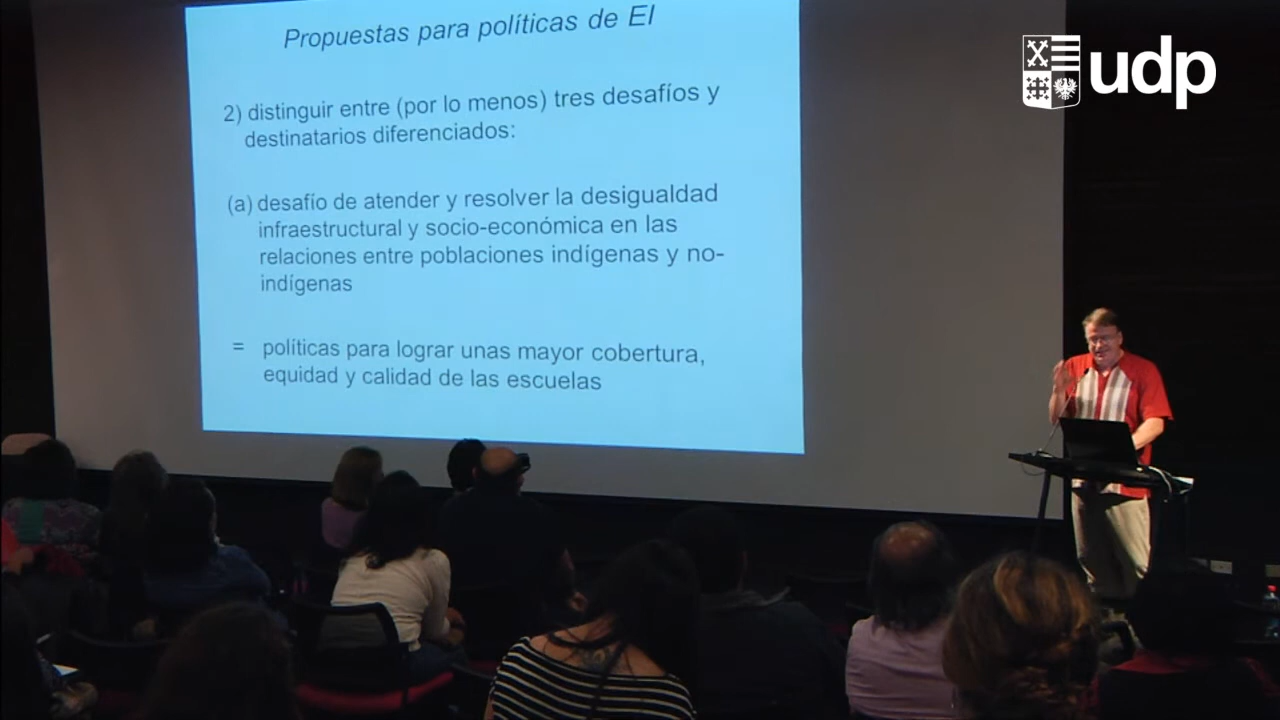 Propuestas para políticas de EI
2) distinguir entre (por lo menos) tres desafíos y
destinatarios diferenciados:
(a) desafío de atender y resolver la desigualdad
infraestructural y socio-económica en las
relaciones entre poblaciones indígenas y no-
indígenas
= políticas para lograr unas mayor cobertura,
equidad y calidad de las escuelas
udp